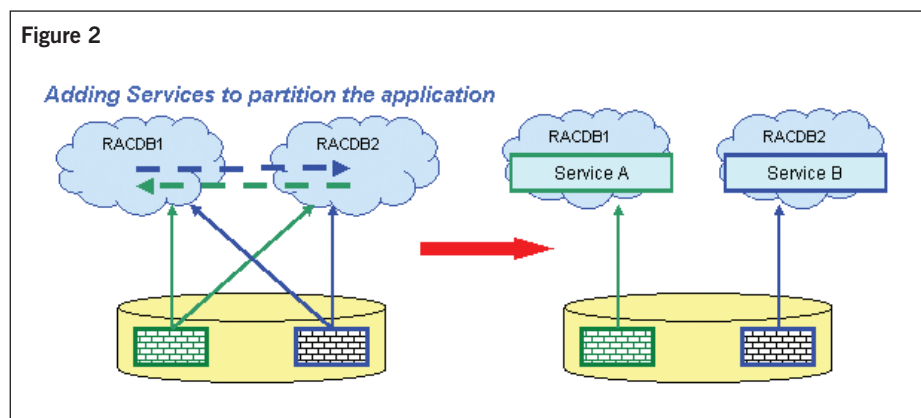 Figure 2
Adding Services to partition the application
RACDB1
RACDB2
RACDB1
Service A
RACDB2
Service B